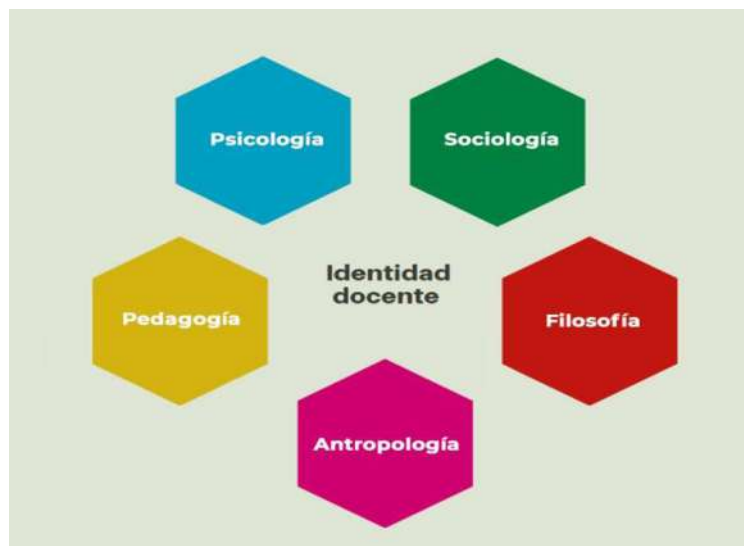 Psicología
Sociología
Identidad
docente
Pedagogía
Filosofía
Antropología